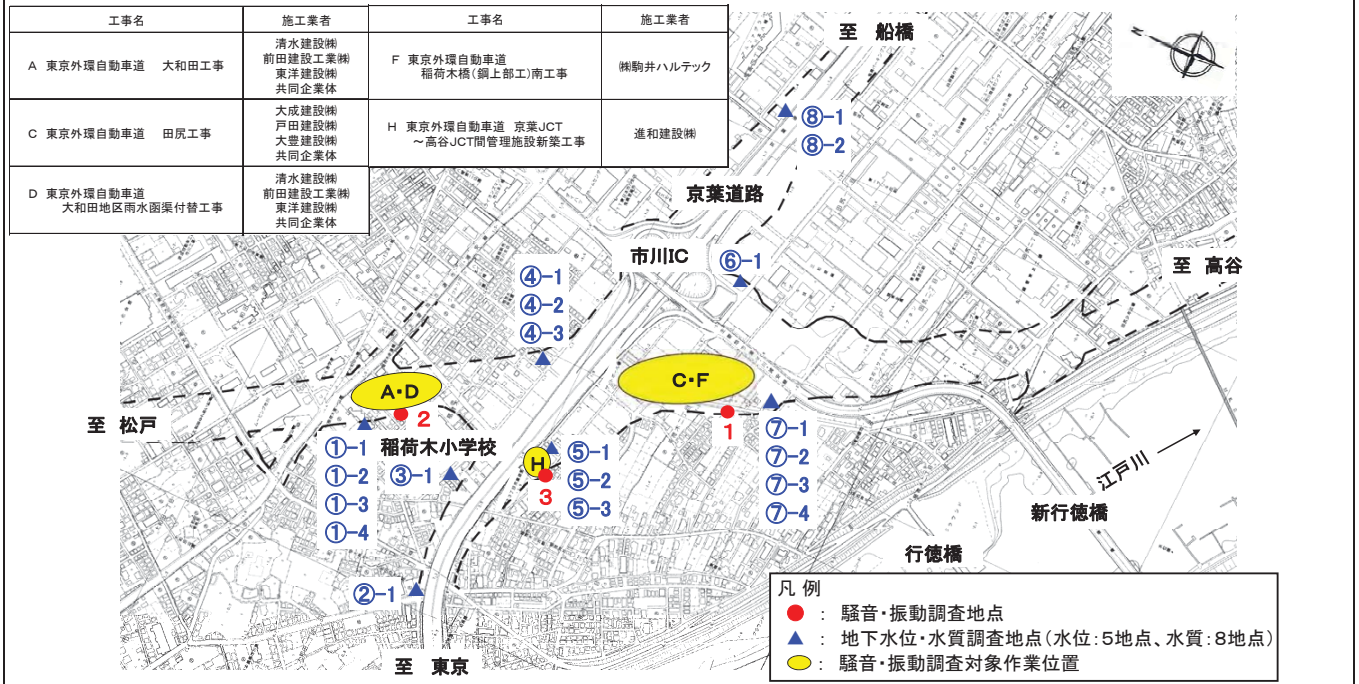 工事名 施工業者 工事名 施工業者
A 東京外環自動車道 大和田工事
清水建設㈱
前田建設工業㈱
東洋建設㈱
共同企業体
F 東京外環自動車道
稲荷木橋(鋼上部工)南工事
㈱駒井ハルテック
C 東京外環自動車道 田尻工事
大成建設㈱
戸田建設㈱
大豊建設㈱
共同企業体
H 東京外環自動車道 京葉JCT
~高谷JCT間管理施設新築工事
進和建設㈱
D 東京外環自動車道
大和田地区雨水函渠付替工事
清水建設㈱
前田建設工業㈱
東洋建設㈱
共同企業体
至 船橋
N
⑧-1
⑧-2
京葉道路
市川IC
⑥-1
至 高谷
④-1
④-2
④-3
C・F
A・D
至 松戸
2
1
①-1
①-2
①-3
①-4
稲荷木小学校
③-1
H
3
⑤-1
⑤-2
⑤-3
⑦-1
⑦-2
⑦-3
⑦-4
江戸川
新行徳橋
行徳橋
②-1
至 東京
凡 例
● : 騒音・振動調査地点
▲ : 地下水位・水質調査地点(水位:5地点、水質:8地点)
: 騒音・振動調査対象作業位置